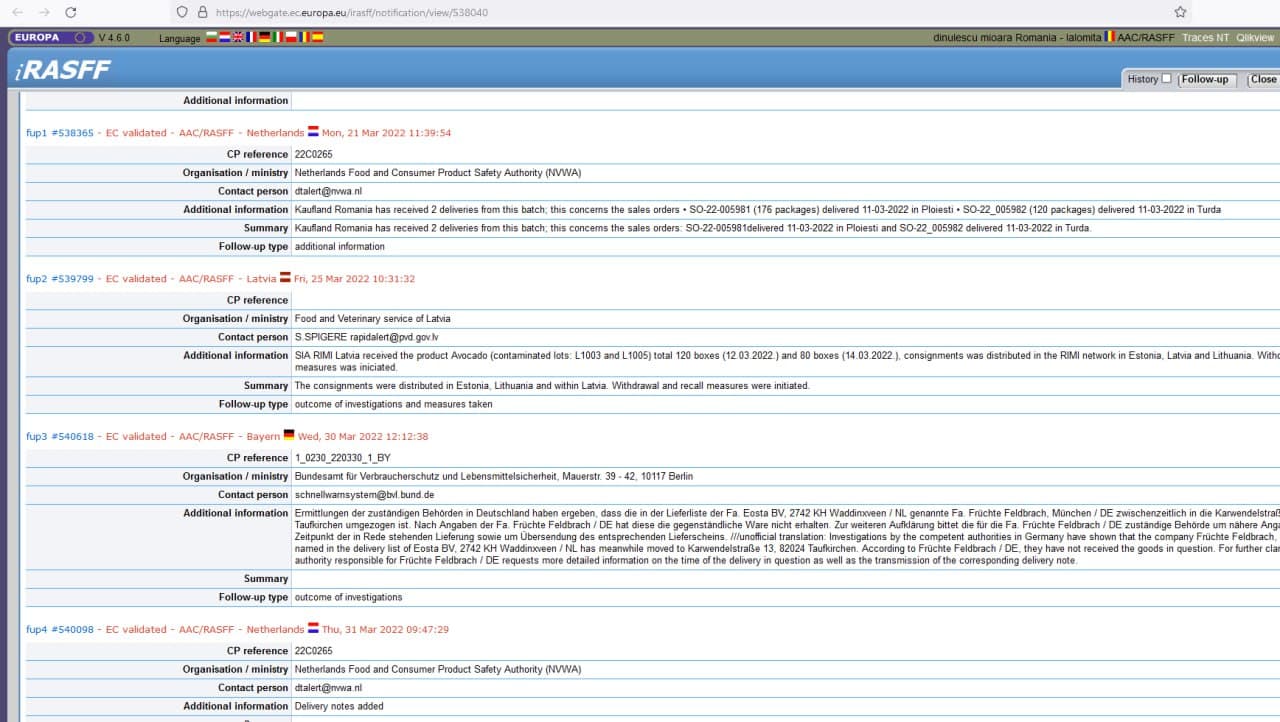 https://webgate.ec.europa.eu/irasff/notification/view/538040
EUROPA V 4.6.0 Language dinulescu mioara Romania - Ialomita AAC/RASFF Traces NT Qlikview
iRASFF
History Follow-up Close
Additional information
fup1 #538365 - EC validated - AAC/RASFF - Netherlands Mon, 21 Mar 2022 11:39:54
CP reference 22C0265
Organisation / ministry Netherlands Food and Consumer Product Safety Authority (NVWA)
Contact person dtalert@nvwa.nl
Additional information Kaufland Romania has received 2 deliveries from this batch; this concerns the sales orders • SO-22-005981 (176 packages) delivered 11-03-2022 in Ploiesti • SO-22_005982 (120 packages) delivered 11-03-2022 in Turda
Summary Kaufland Romania has received 2 deliveries from this batch; this concerns the sales orders: SO-22-005981delivered 11-03-2022 in Ploiesti and SO-22_005982 delivered 11-03-2022 in Turda.
Follow-up type additional information
fup2 #539799 - EC validated - AAC/RASFF - Latvia Fri, 25 Mar 2022 10:31:32
CP reference
Organisation / ministry Food and Veterinary service of Latvia
Contact person S.SPIGERE rapidalert@pvd.gov.lv
Additional information SIA RIMI Latvia received the product Avocado (contaminated lots: L1003 and L1005) total 120 boxes (12.03.2022.) and 80 boxes (14.03.2022.), consignments was distributed in the RIMI network in Estonia, Latvia and Lithuania. Withd
measures was iniciated.
Summary The consignments were distributed in Estonia, Lithuania and within Latvia. Withdrawal and recall measures were initiated.
Follow-up type outcome of investigations and measures taken
fup3 #540618 - EC validated - AAC/RASFF - Bayern Wed, 30 Mar 2022 12:12:38
CP reference 1_0230_220330_1_BY
Organisation / ministry Bundesamt für Verbraucherschutz und Lebensmittelsicherheit, Mauerstr. 39 - 42, 10117 Berlin
Contact person schnellwarnsystem@bvl.bund.de
Additional information Ermittlungen der zuständigen Behörden in Deutschland haben ergeben, dass die in der Lieferliste der Fa. Eosta BV, 2742 KH Waddinxveen / NL genannte Fa. Früchte Feldbrach, München / DE zwischenzeitlich in die Karwendelstraß
Taufkirchen umgezogen ist. Nach Angaben der Fa. Früchte Feldbrach / DE hat diese die gegenständliche Ware nicht erhalten. Zur weiteren Aufklärung bittet die für die Fa. Früchte Feldbrach / DE zuständige Behörde um nähere Anga
Zeitpunkt der in Rede stehenden Lieferung sowie um Übersendung des entsprechenden Lieferscheins. ///unofficial translation: Investigations by the competent authorities in Germany have shown that the company Früchte Feldbrach,
named in the delivery list of Eosta BV, 2742 KH Waddinxveen / NL has meanwhile moved to Karwendelstraße 13, 82024 Taufkirchen. According to Früchte Feldbrach / DE, they have not received the goods in question. For further clar
authority responsible for Früchte Feldbrach / DE requests more detailed information on the time of the delivery in question as well as the transmission of the corresponding delivery note.
Summary
Follow-up type outcome of investigations
fup4 #540098 - EC validated - AAC/RASFF - Netherlands Thu, 31 Mar 2022 09:47:29
CP reference 22C0265
Organisation / ministry Netherlands Food and Consumer Product Safety Authority (NVWA)
Contact person dtalert@nvwa.nl
Additional information Delivery notes added